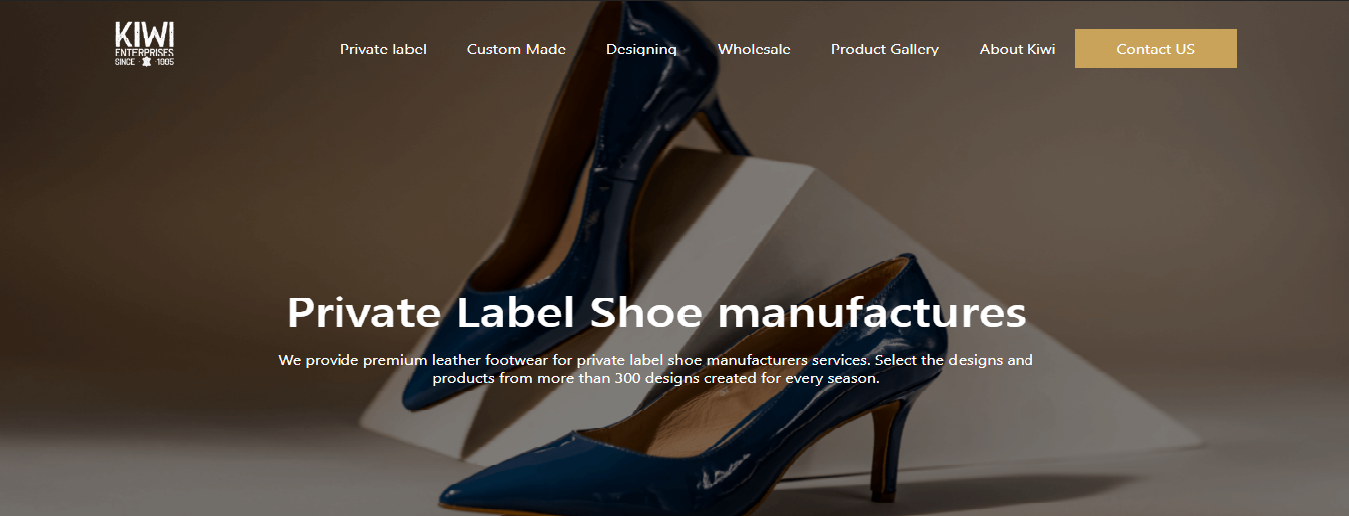 KIWI
ENTERPRISES
SINCE 1985
Private label
Custom Made
Designing
Wholesale
Product Gallery
About Kiwi
Contact US
Private Label Shoe manufactures
We provide premium leather footwear for private label shoe manufacturers services. Select the designs and
products from more than 300 designs created for every season.